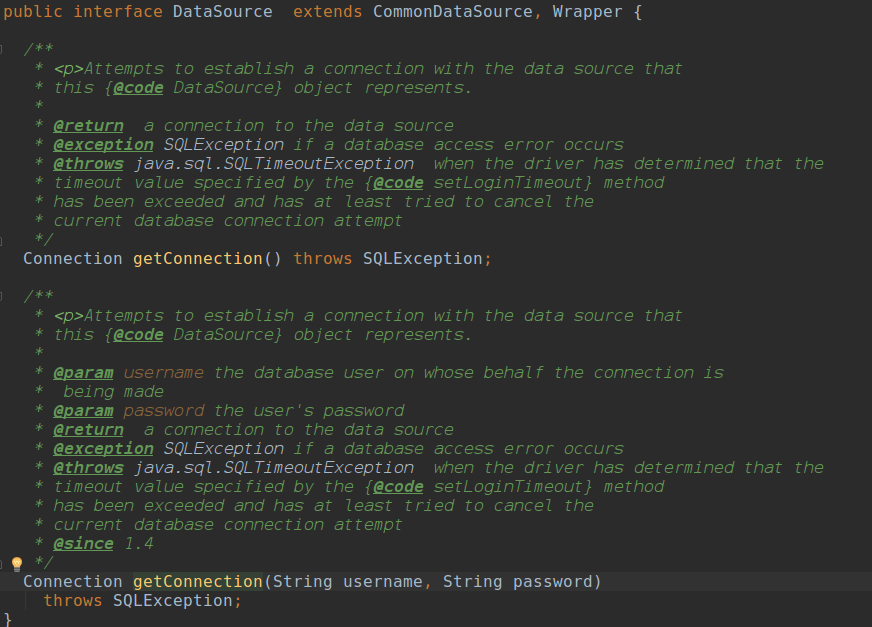 public interface DataSource  extends CommonDataSource, Wrapper {
/**
* <p>Attempts to establish a connection with the data source that
* this {@code DataSource} object represents.
*
* @return  a connection to the data source
* @exception SQLException if a database access error occurs
* @throws java.sql.SQLTimeoutException  when the driver has determined that the
* timeout value specified by the {@code setLoginTimeout} method
* has been exceeded and has at least tried to cancel the
* current database connection attempt
*/
Connection getConnection() throws SQLException;
/**
* <p>Attempts to establish a connection with the data source that
* this {@code DataSource} object represents.
*
* @param username the database user on whose behalf the connection is
*  being made
* @param password the user's password
* @return  a connection to the data source
* @exception SQLException if a database access error occurs
* @throws java.sql.SQLTimeoutException  when the driver has determined that the
* timeout value specified by the {@code setLoginTimeout} method
* has been exceeded and has at least tried to cancel the
* current database connection attempt
* @since 1.4
*/
Connection getConnection(String username, String password)
throws SQLException;
}